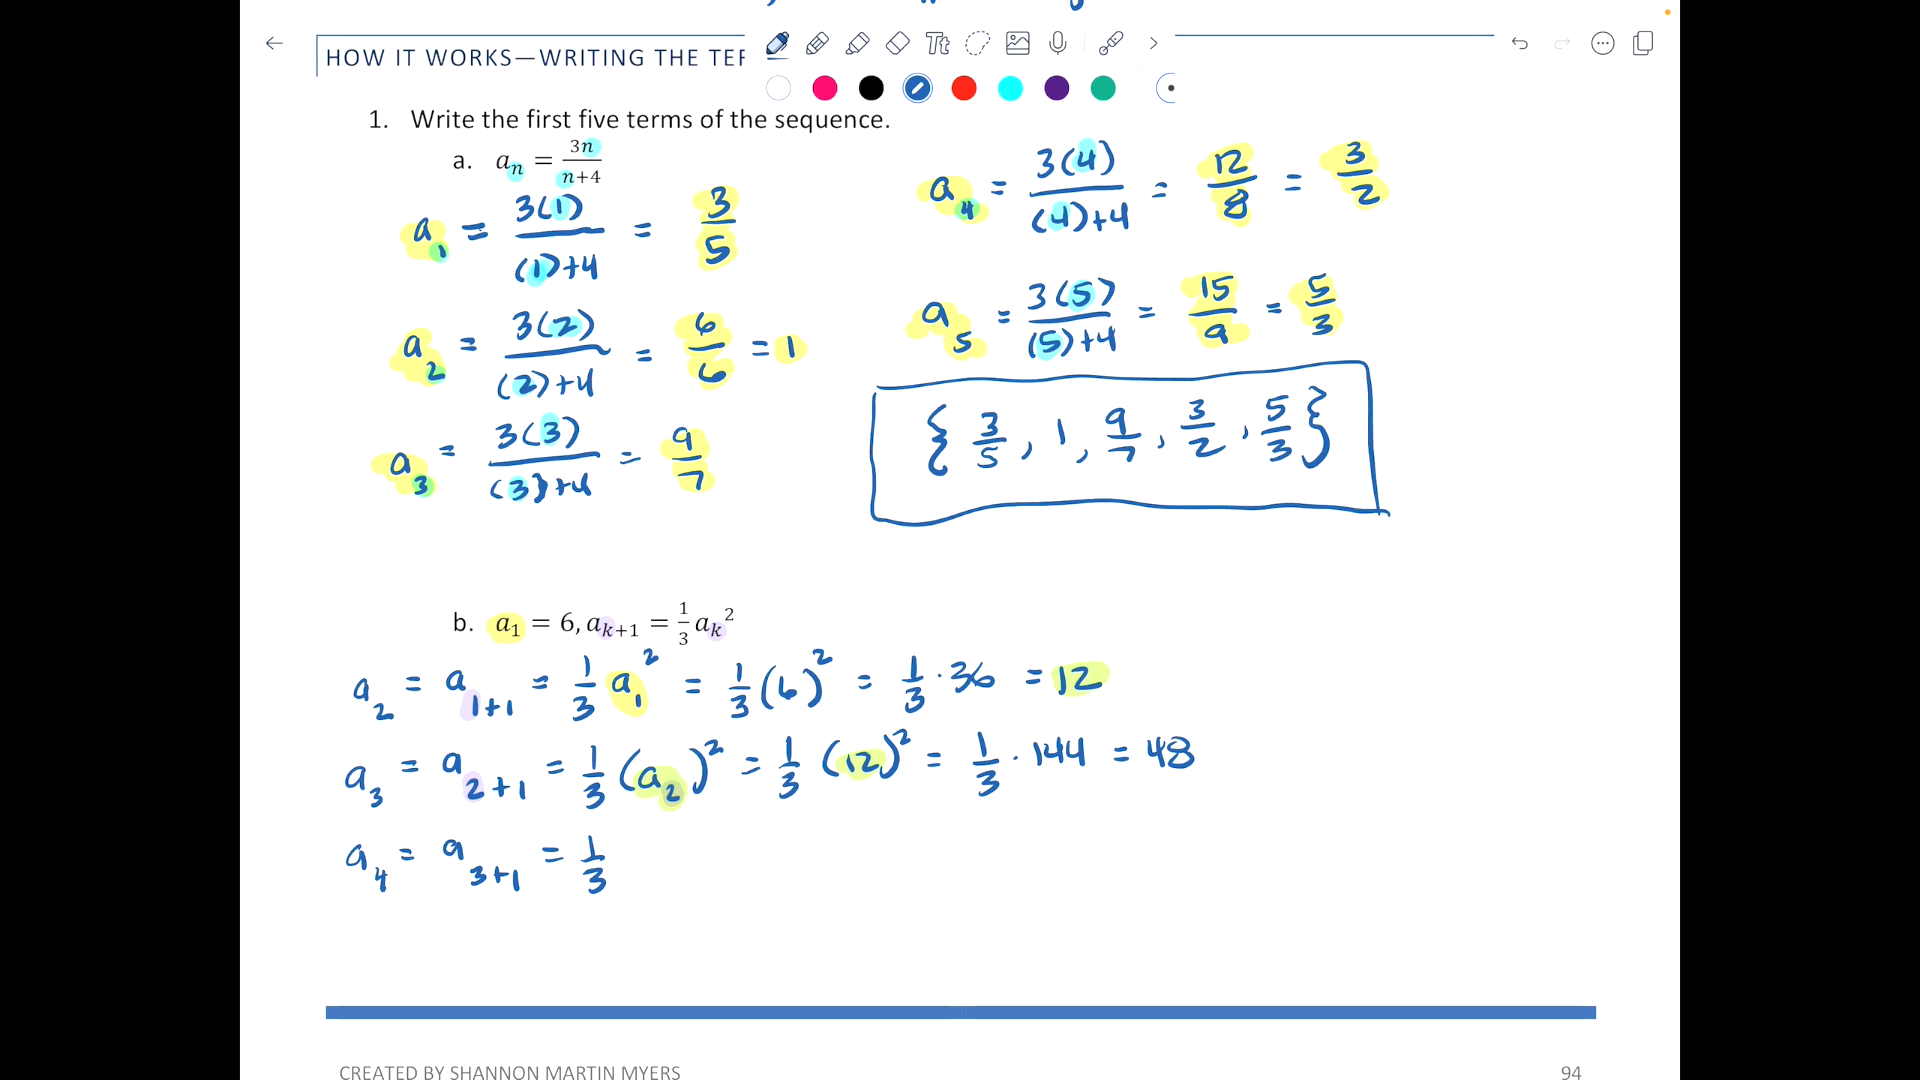 HOW IT WORKS—WRITING THE TER
Tt
1. Write the first five terms of the sequence.
a. aₙ = 3n/(n+4)
a₁ = 3(1)/((1)+4) = 3/5
a₂ = 3(2)/((2)+4) = 6/6 = 1
a₃ = 3(3)/((3)+4) = 9/7
a₄ = 3(4)/((4)+4) = 12/8 = 3/2
a₅ = 3(5)/((5)+4) = 15/9 = 5/3
{ 3/5, 1, 9/7, 3/2, 5/3 }
b. a₁ = 6, aₖ₊₁ = 1/3 aₖ²
a₂ = a₁₊₁ = 1/3 a₁² = 1/3 (6)² = 1/3 · 36 = 12
a₃ = a₂₊₁ = 1/3 (a₂)² = 1/3 (12)² = 1/3 · 144 = 48
a₄ = a₃₊₁ = 1/3
CREATED BY SHANNON MARTIN MYERS
94